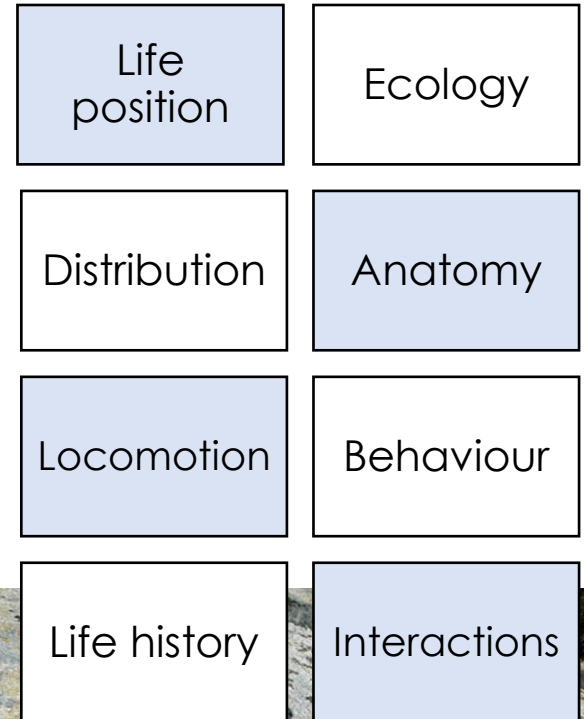 Life
position
Ecology
Distribution
Anatomy
Locomotion
Behaviour
Life history
Interactions